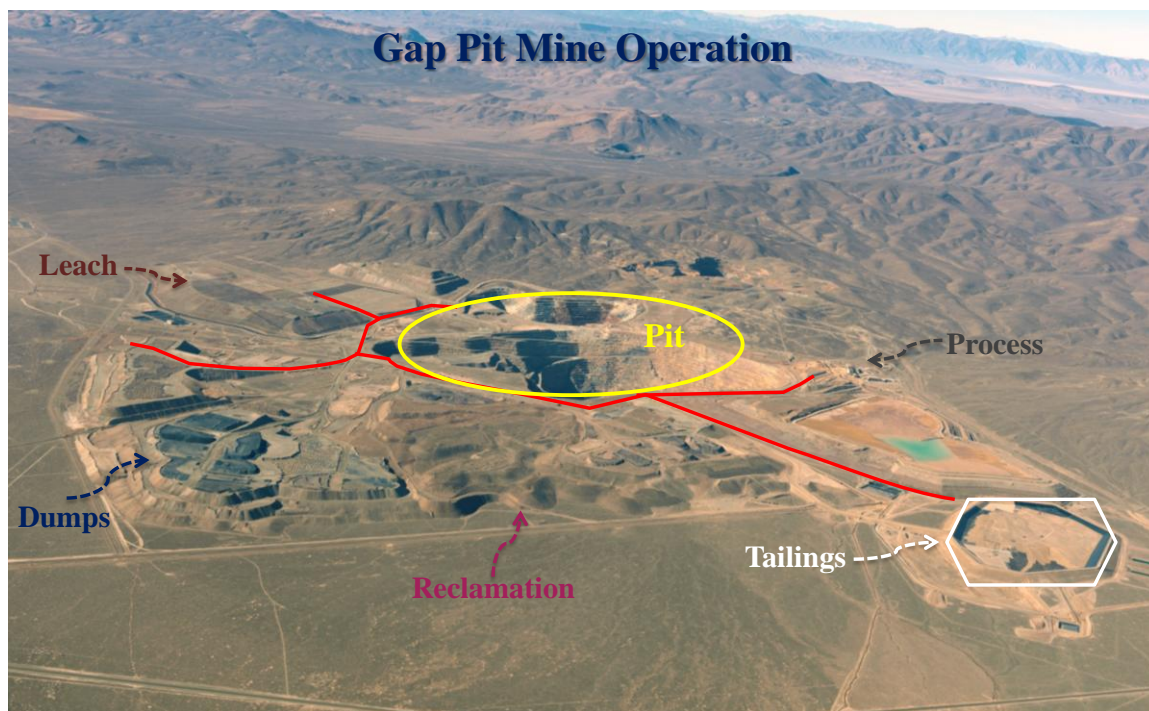 Gap Pit Mine Operation
Leach
Pit
Process
Dumps
Tailings
Reclamation